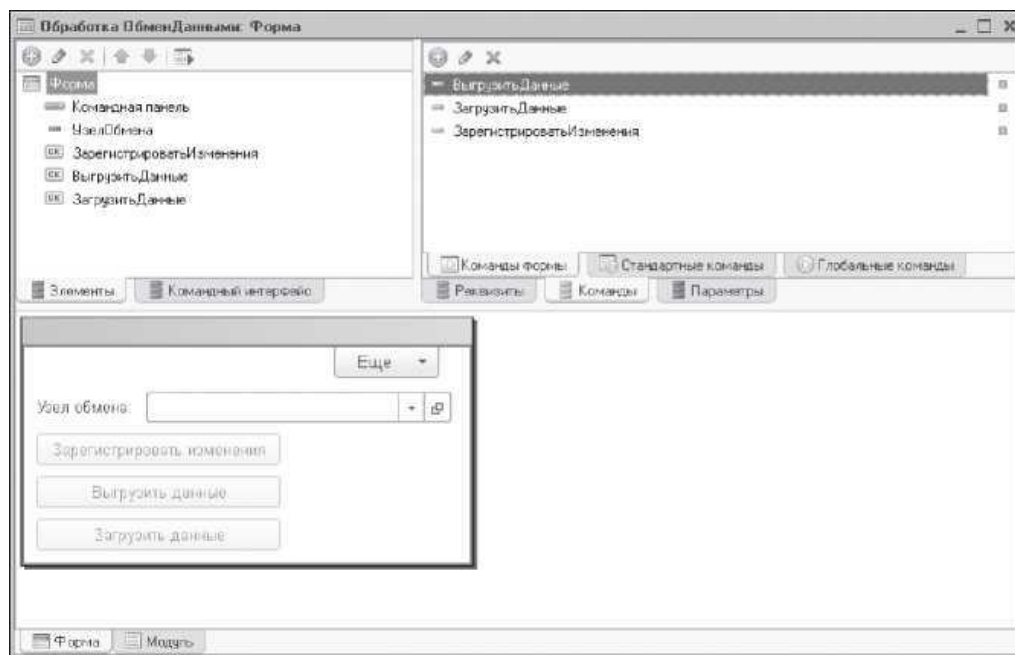 Обработка ОбменДанными: Форма
Форма
Командная панель
УзелОбмена
ЗарегистрироватьИзменения
ВыгрузитьДанные
ЗагрузитьДанные
Элементы
Командный интерфейс
ВыгрузитьДанные
ЗагрузитьДанные
ЗарегистрироватьИзменения
Команды формы
Стандартные команды
Глобальные команды
Реквизиты
Команды
Параметры
Еще
Узел обмена:
Зарегистрировать изменения
Выгрузить данные
Загрузить данные
Форма
Модуль